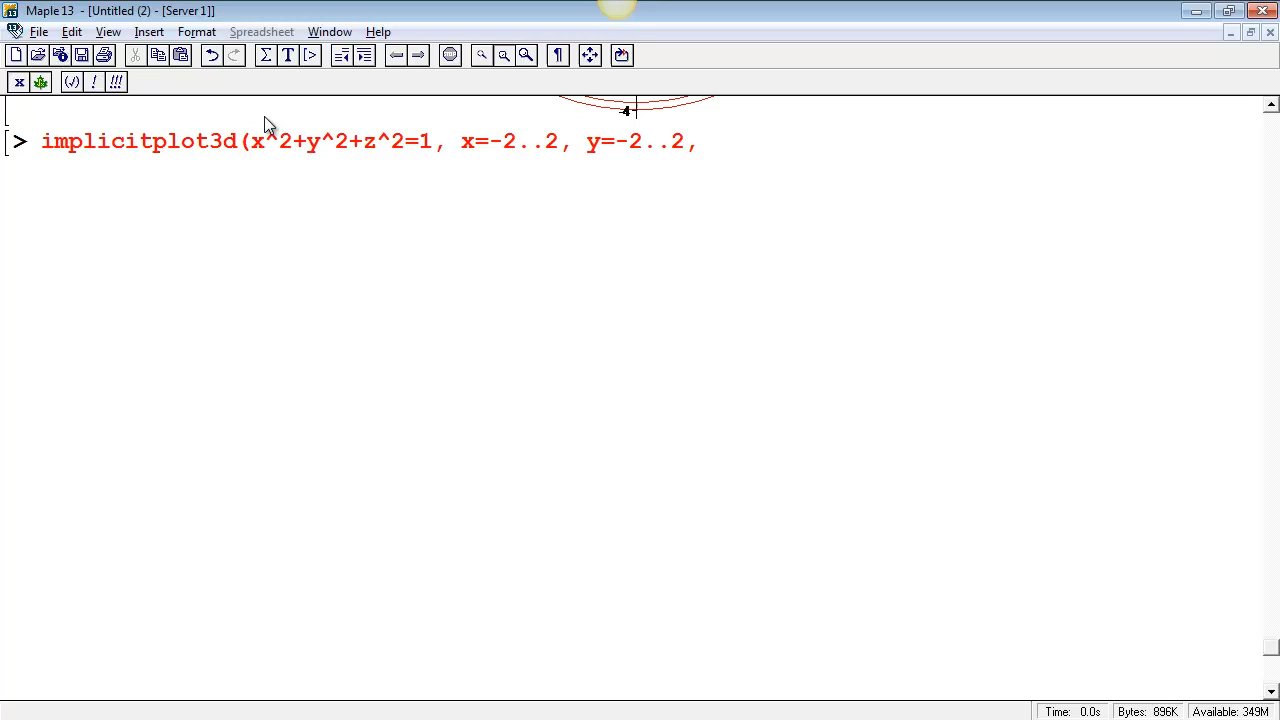 Maple 13 - [Untitled (2) - [Server 1]]
File Edit View Insert Format Spreadsheet Window Help
-4
> implicitplot3d(x^2+y^2+z^2=1, x=-2..2, y=-2..2,
Time: 0.0s Bytes: 896K Available: 349M